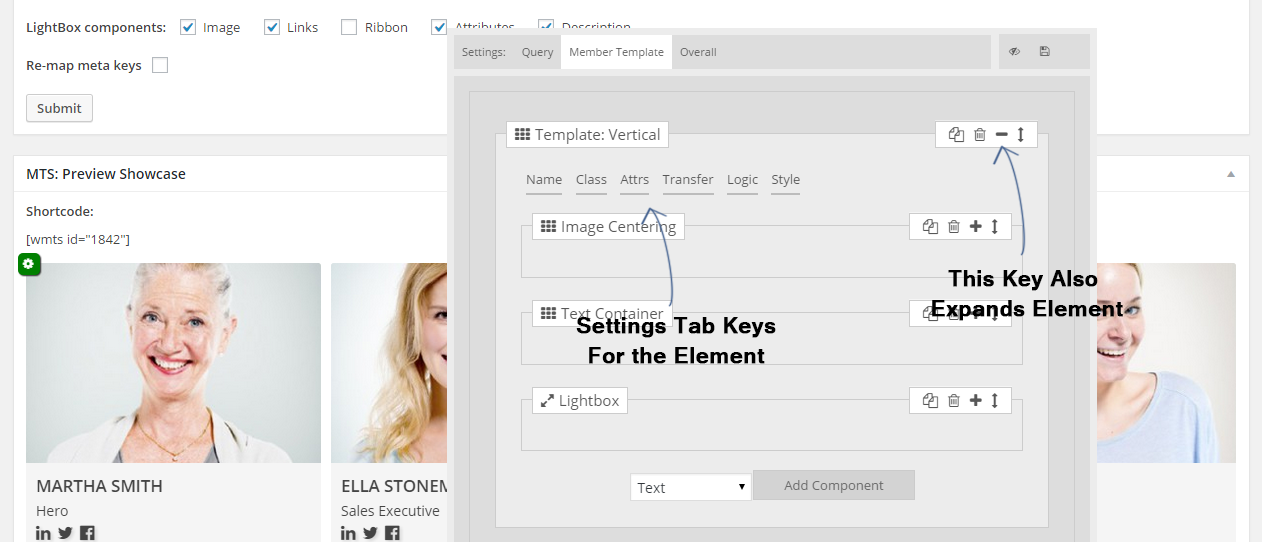 LightBox components: Image Links Ribbon Attributes Description
Re-map meta keys
Submit
MTS: Preview Showcase
Shortcode:
[wmts id="1842"]
MARTHA SMITH
Hero
ELLA STONEM
Sales Executive
Settings: Query Member Template Overall
Template: Vertical
Name Class Attrs Transfer Logic Style
Image Centering
This Key Also
Expands Element
Text Container
Settings Tab Keys
For the Element
Lightbox
Text Add Component